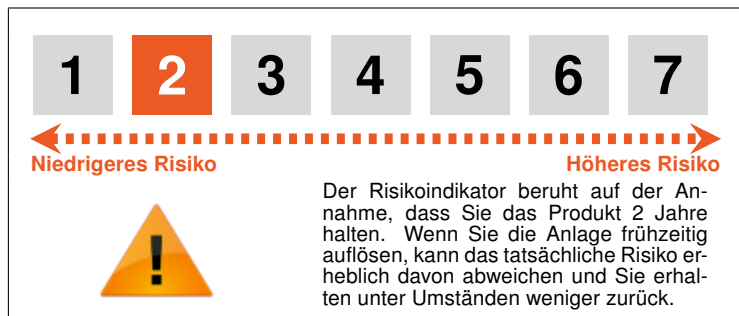 1 2 3 4 5 6 7
Niedrigeres Risiko Höheres Risiko
!
Der Risikoindikator beruht auf der An-
nahme, dass Sie das Produkt 2 Jahre
halten. Wenn Sie die Anlage frühzeitig
auflösen, kann das tatsächliche Risiko er-
heblich davon abweichen und Sie erhal-
ten unter Umständen weniger zurück.